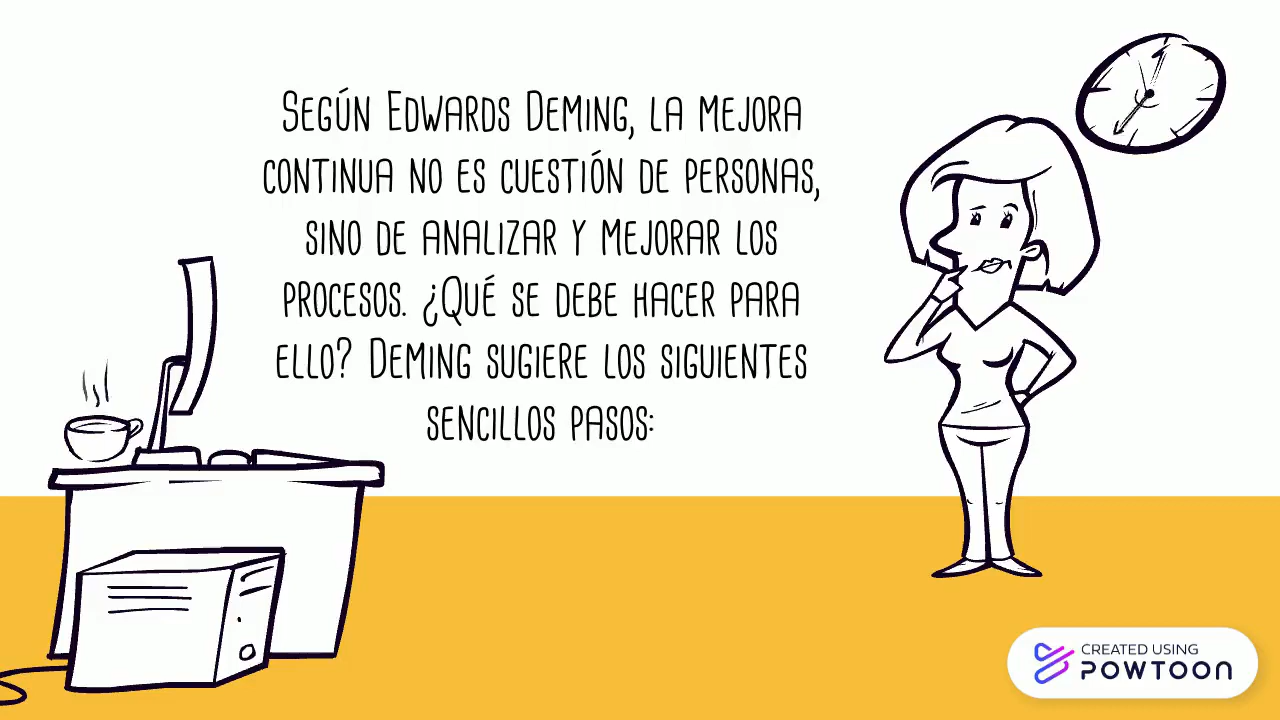 Según Edwards Deming, la mejora
continua no es cuestión de personas,
sino de analizar y mejorar los
procesos. ¿Qué se debe hacer para
ello? Deming sugiere los siguientes
sencillos pasos:
CREATED USING
POWTOON